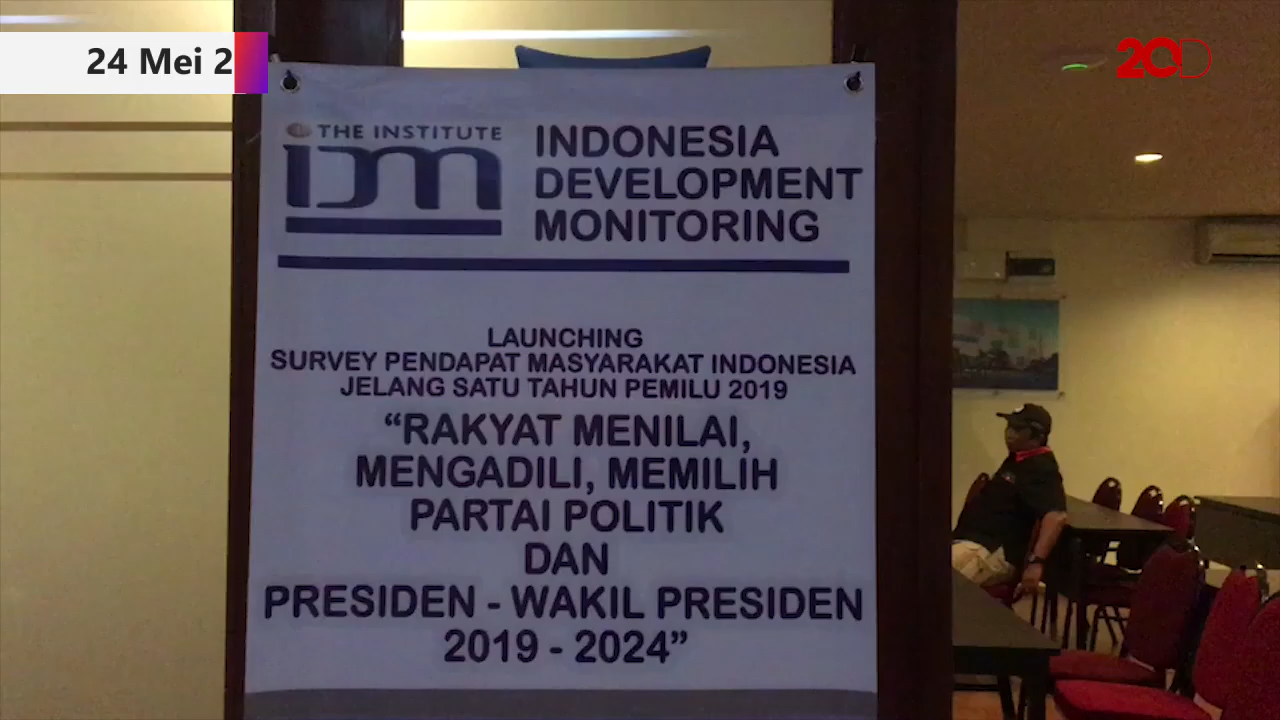 24 Mei 2
20D
THE INSTITUTE
IDM
INDONESIA
DEVELOPMENT
MONITORING
LAUNCHING
SURVEY PENDAPAT MASYARAKAT INDONESIA
JELANG SATU TAHUN PEMILU 2019
“RAKYAT MENILAI,
MENGADILI, MEMILIH
PARTAI POLITIK
DAN
PRESIDEN - WAKIL PRESIDEN
2019 - 2024”